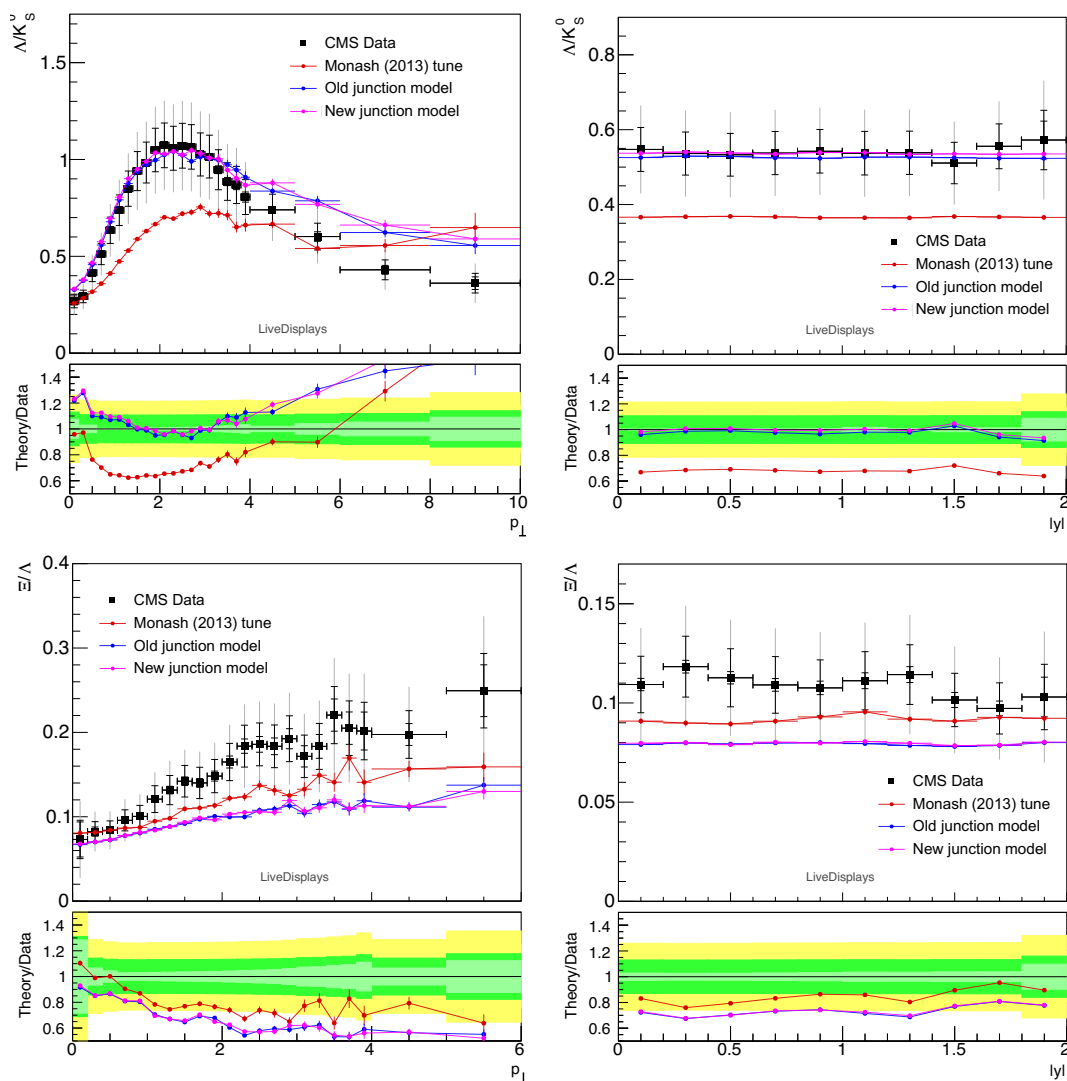 Λ/K⁰_S
1.5
1
0.5
0
CMS Data
Monash (2013) tune
Old junction model
New junction model
LiveDisplays
Theory/Data
1.4
1.2
1
0.8
0.6
0 2 4 6 8 10
p⊥
Λ/K⁰_S
0.8
0.6
0.4
0.2
0
CMS Data
Monash (2013) tune
Old junction model
New junction model
LiveDisplays
Theory/Data
1.4
1.2
1
0.8
0.6
0 0.5 1 1.5 2
|y|
Ξ/Λ
0.4
0.3
0.2
0.1
0
CMS Data
Monash (2013) tune
Old junction model
New junction model
LiveDisplays
Theory/Data
1.4
1.2
1
0.8
0.6
0 2 4 6
p⊥
Ξ/Λ
0.15
0.1
0.05
0
CMS Data
Monash (2013) tune
Old junction model
New junction model
LiveDisplays
Theory/Data
1.4
1.2
1
0.8
0.6
0 0.5 1 1.5 2
|y|